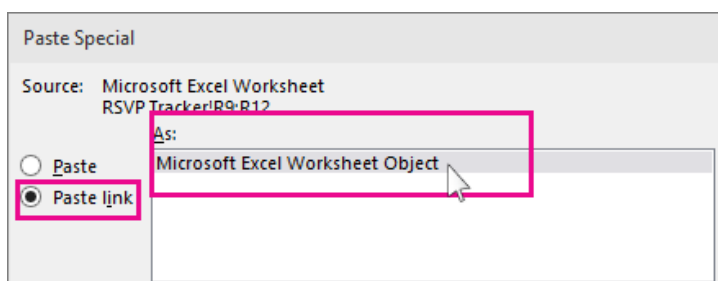 Paste Special
Source: Microsoft Excel Worksheet
RSVP Tracker!R9:R12
As:
Paste
Microsoft Excel Worksheet Object
Paste link